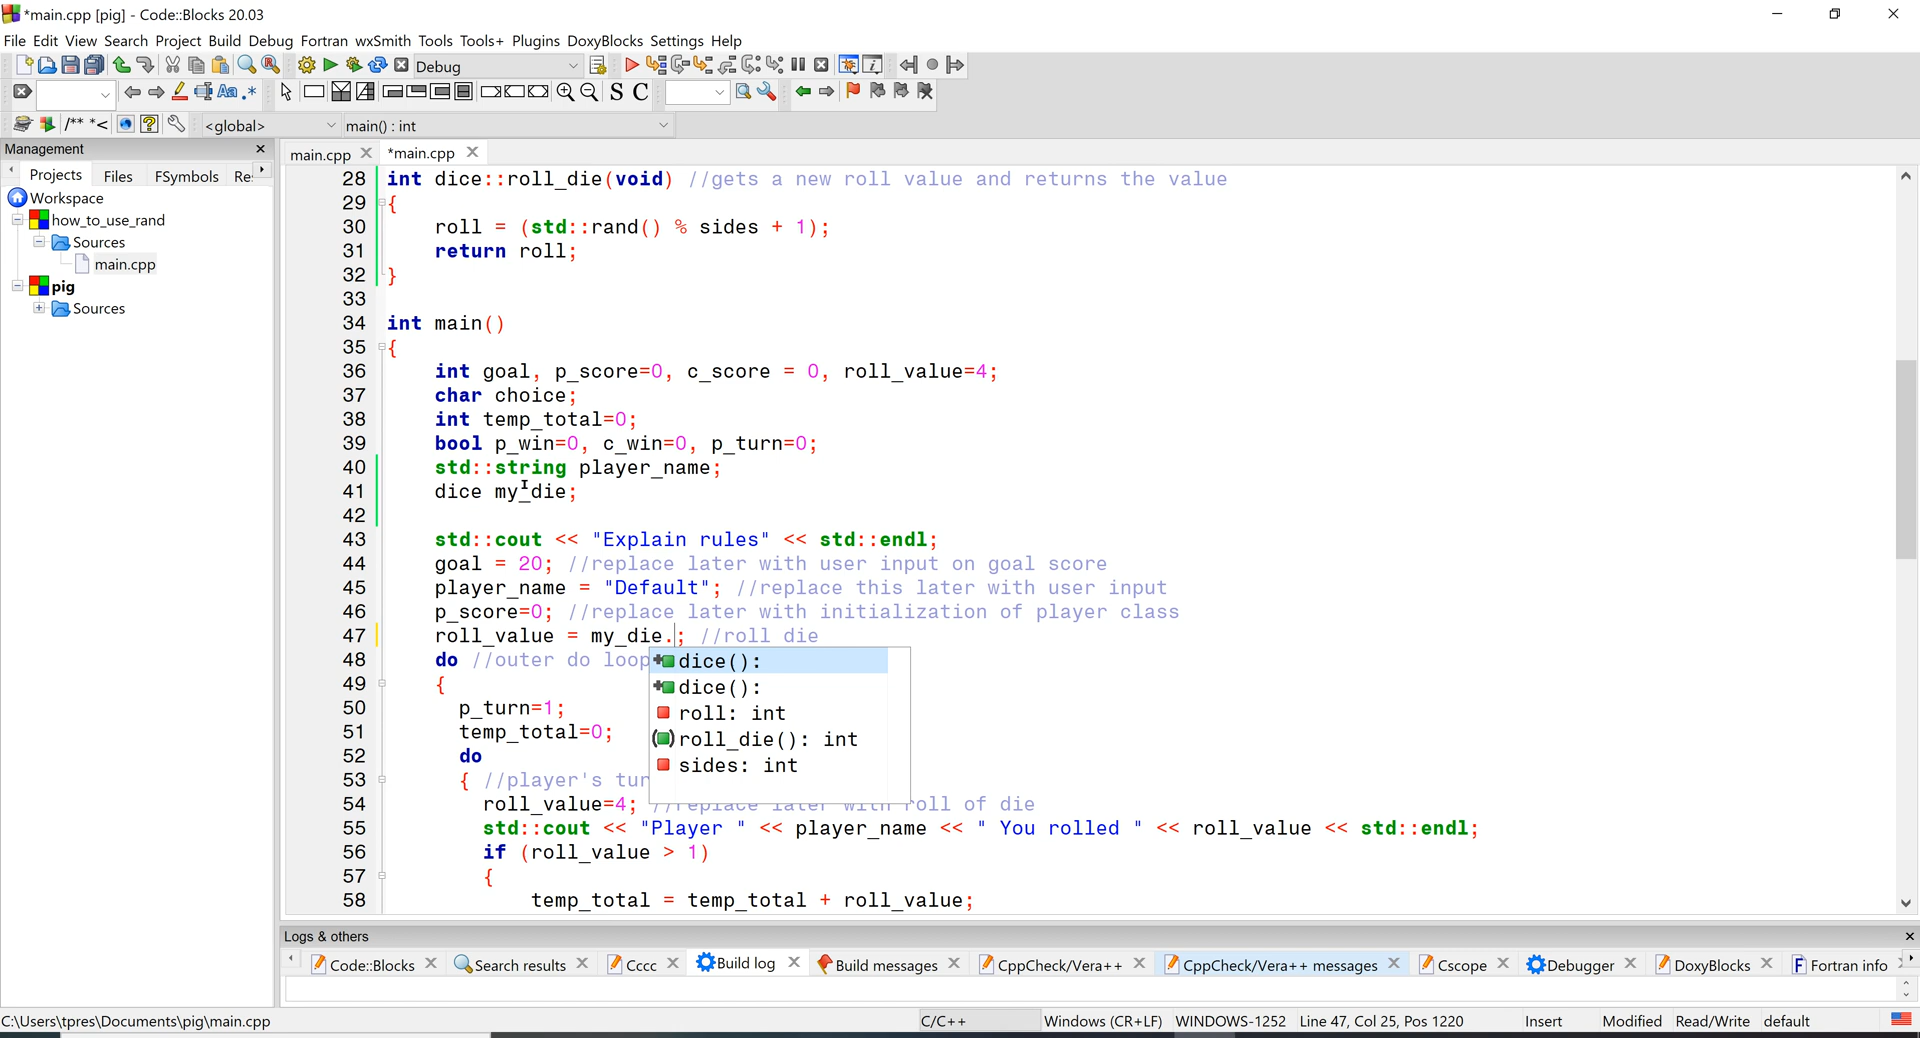 *main.cpp [pig] - Code::Blocks 20.03
File Edit View Search Project Build Debug Fortran wxSmith Tools Tools+ Plugins DoxyBlocks Settings Help
Debug
Aa .* S C
/** *< <global> main() : int
Management
Projects Files FSymbols Re
Workspace
how_to_use_rand
Sources
main.cpp
pig
Sources
main.cpp *main.cpp
28 int dice::roll_die(void) //gets a new roll value and returns the value
29 {
30 roll = (std::rand() % sides + 1);
31 return roll;
32 }
33
34 int main()
35 {
36 int goal, p_score=0, c_score = 0, roll_value=4;
37 char choice;
38 int temp_total=0;
39 bool p_win=0, c_win=0, p_turn=0;
40 std::string player_name;
41 dice my_die;
42
43 std::cout << "Explain rules" << std::endl;
44 goal = 20; //replace later with user input on goal score
45 player_name = "Default"; //replace this later with user input
46 p_score=0; //replace later with initialization of player class
47 roll_value = my_die.; //roll die
48 do //outer do loop
49 {
50 p_turn=1;
51 temp_total=0;
52 do
53 { //player's tur
54 roll_value=4; //replace later with roll of die
55 std::cout << "Player " << player_name << " You rolled " << roll_value << std::endl;
56 if (roll_value > 1)
57 {
58 temp_total = temp_total + roll_value;
dice():
dice():
roll: int
roll_die(): int
sides: int
Logs & others
Code::Blocks Search results Cccc Build log Build messages CppCheck/Vera++ CppCheck/Vera++ messages Cscope Debugger DoxyBlocks Fortran info
C:\Users\tpres\Documents\pig\main.cpp C/C++ Windows (CR+LF) WINDOWS-1252 Line 47, Col 25, Pos 1220 Insert Modified Read/Write default